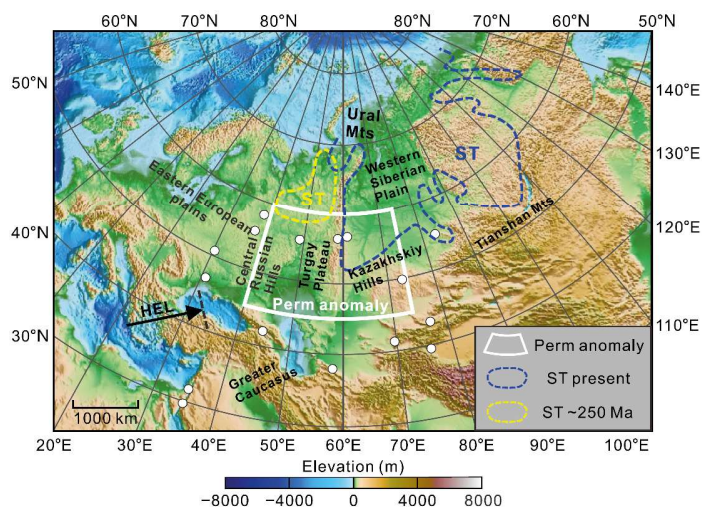 60°N 70°N 80°N 80°N 70°N 60°N 50°N
50°N
140°E
Ural
Mts
130°E
Western
Siberian
Plain
ST
Eastern European
plains
ST
40°N
120°E
Tianshan Mts
Central
Russian
Hills
Turgay
Plateau
Kazakhskiy
Hills
HEL
Perm anomaly
30°N
110°E
Perm anomaly
ST present
ST ~250 Ma
Greater
Caucasus
1000 km
20°E 30°E 40°E 50°E 60°E 70°E 80°E 90°E 100°E
Elevation (m)
−8000 −4000 0 4000 8000